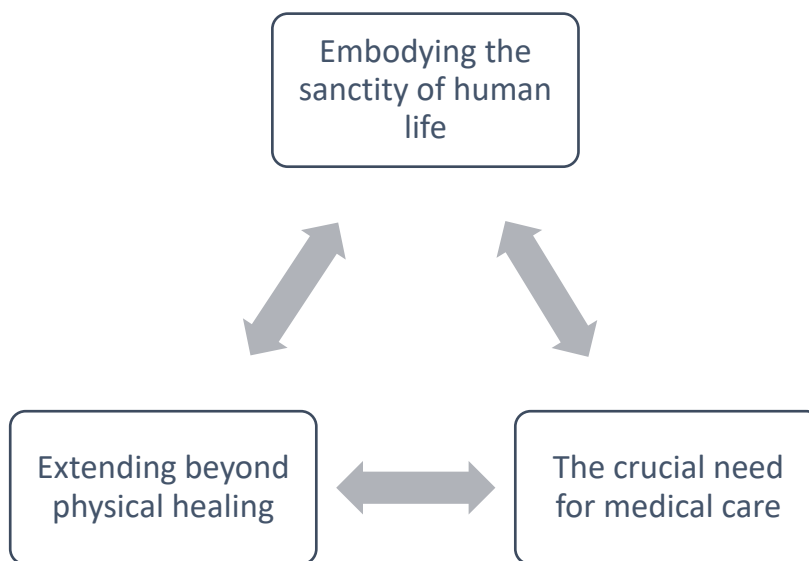 Embodying the
sanctity of human
life
Extending beyond
physical healing
The crucial need
for medical care